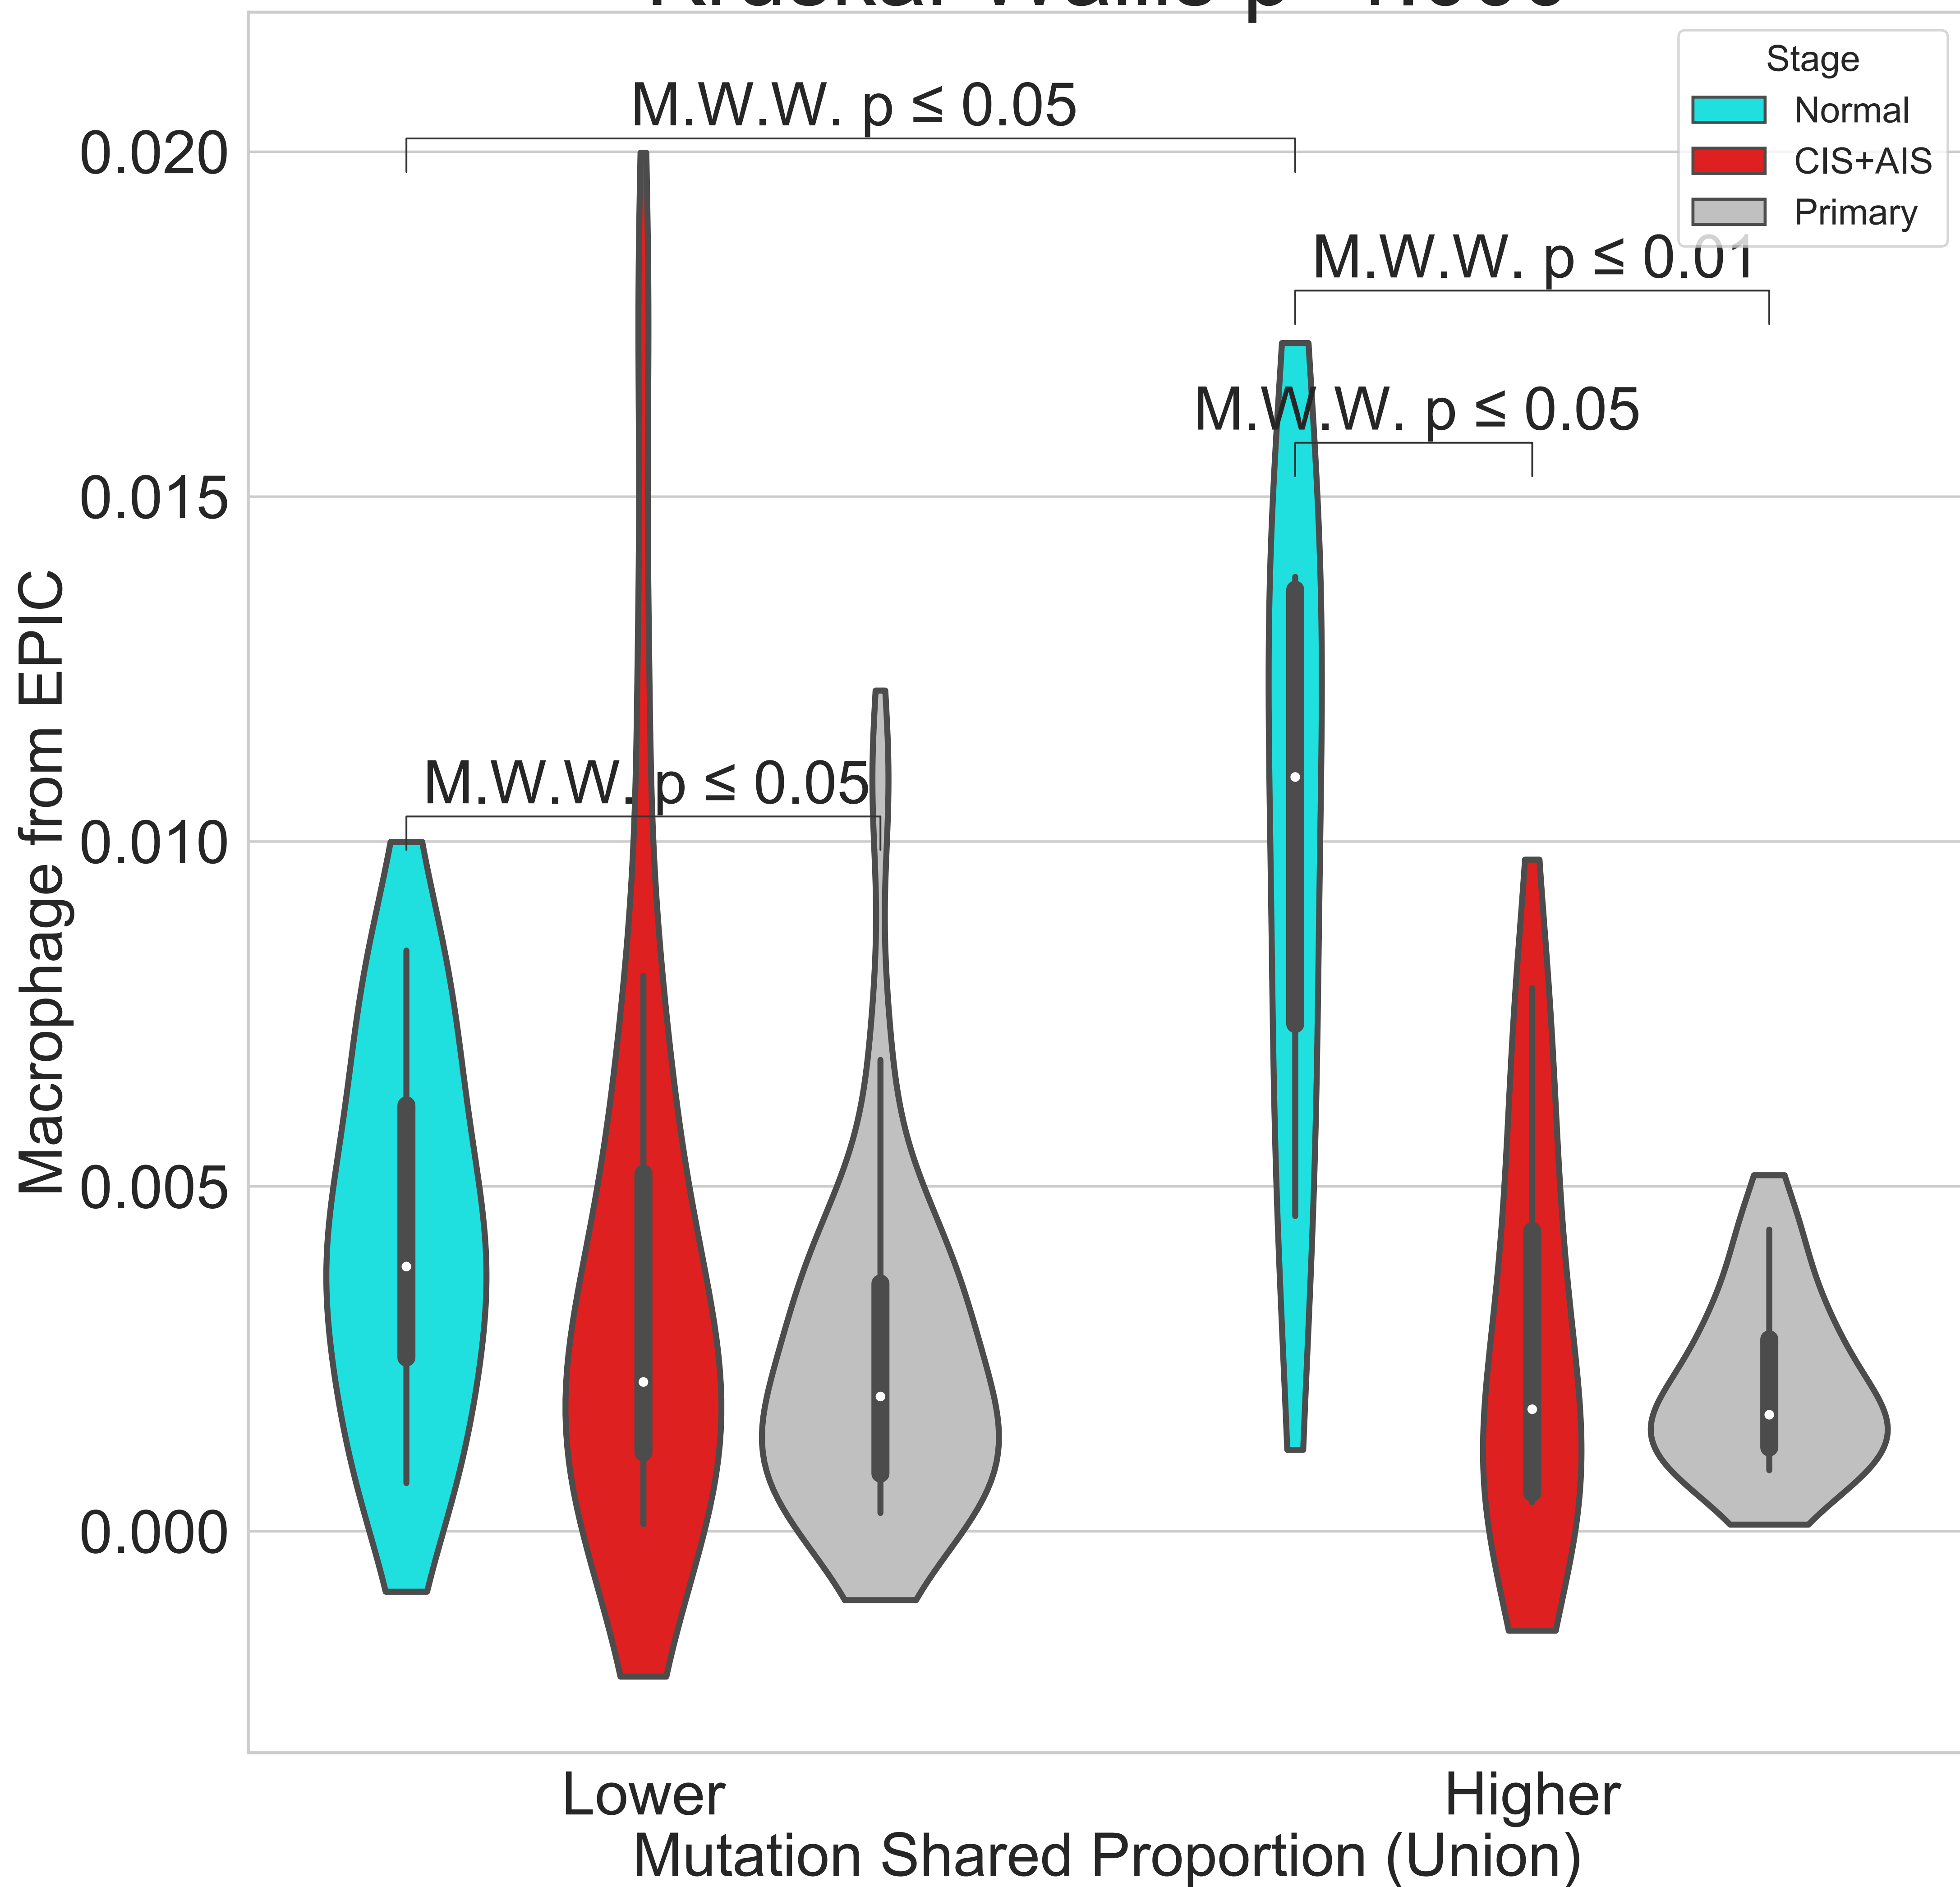 Stage
Normal
CIS+AIS
Primary
M.W.W. p ≤ 0.05
M.W.W. p ≤ 0.01
M.W.W. p ≤ 0.05
M.W.W. p ≤ 0.05
0.020
0.015
0.010
0.005
0.000
Macrophage from EPIC
Lower
Higher
Mutation Shared Proportion (Union)